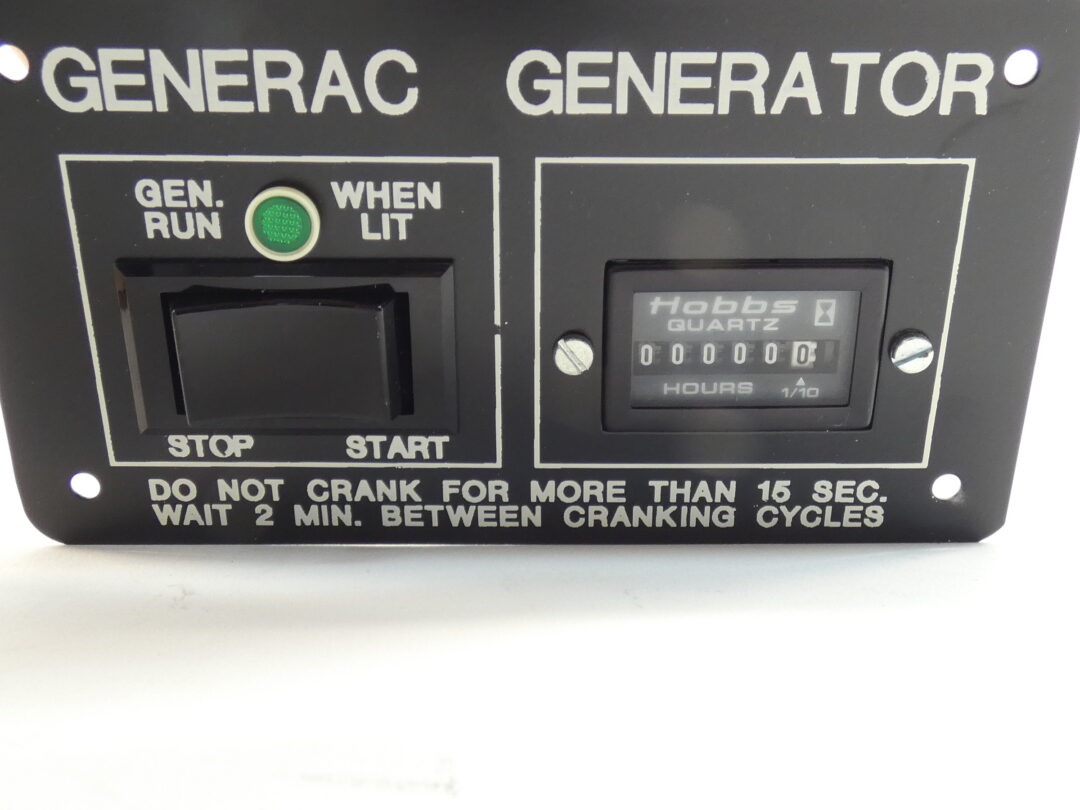 GENERAC GENERATOR
GEN. WHEN
RUN LIT
STOP START
Hobbs
QUARTZ
000000
HOURS 1/10
DO NOT CRANK FOR MORE THAN 15 SEC.
WAIT 2 MIN. BETWEEN CRANKING CYCLES